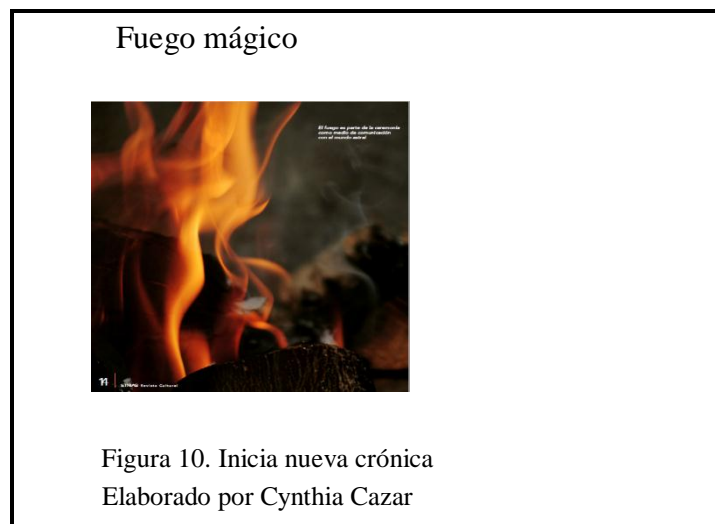 Fuego mágico
El fuego es parte de la ceremonia
como medio de comunicación
con el mundo astral
Revista Cultural
Figura 10. Inicia nueva crónica
Elaborado por Cynthia Cazar